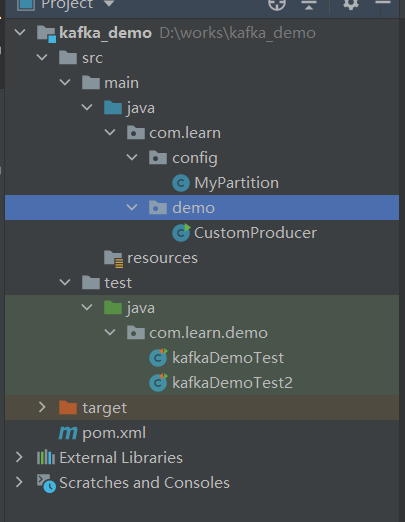 Project
kafka_demo D:\works\kafka_demo
src
main
java
com.learn
config
MyPartition
demo
CustomProducer
resources
test
java
com.learn.demo
kafkaDemoTest
kafkaDemoTest2
target
pom.xml
External Libraries
Scratches and Consoles